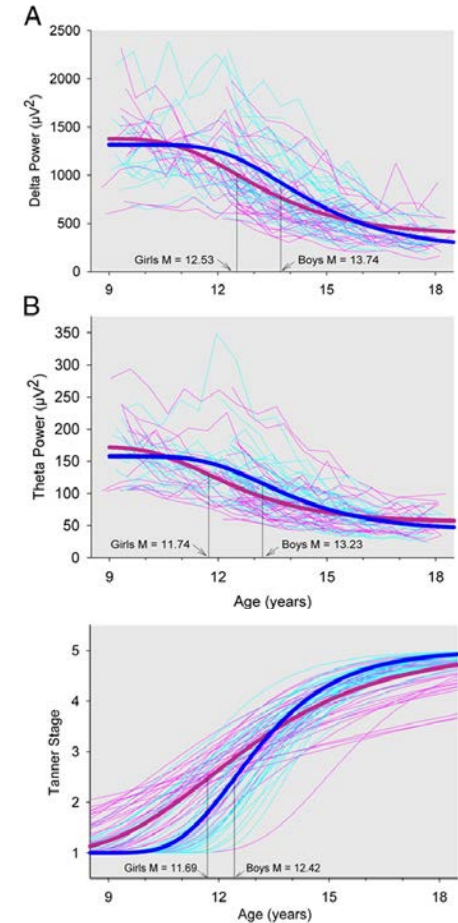 A
Delta Power (µV²)
2500
2000
1500
1000
500
0
Girls M = 12.53
Boys M = 13.74
9
12
15
18
B
Theta Power (µV²)
350
300
250
200
150
100
50
0
Girls M = 11.74
Boys M = 13.23
9
12
15
18
Age (years)
Tanner Stage
5
4
3
2
1
Girls M = 11.69
Boys M = 12.42
9
12
15
18